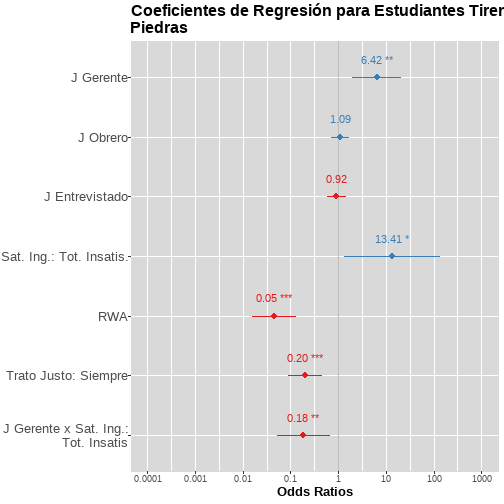 Coeficientes de Regresión para Estudiantes Tiren
Piedras
J Gerente
6.42 **
J Obrero
1.09
J Entrevistado
0.92
Sat. Ing.: Tot. Insatis.
13.41 *
RWA
0.05 ***
Trato Justo: Siempre
0.20 ***
J Gerente x Sat. Ing.:
Tot. Insatis
0.18 **
0.0001 0.001 0.01 0.1 1 10 100 1000
Odds Ratios